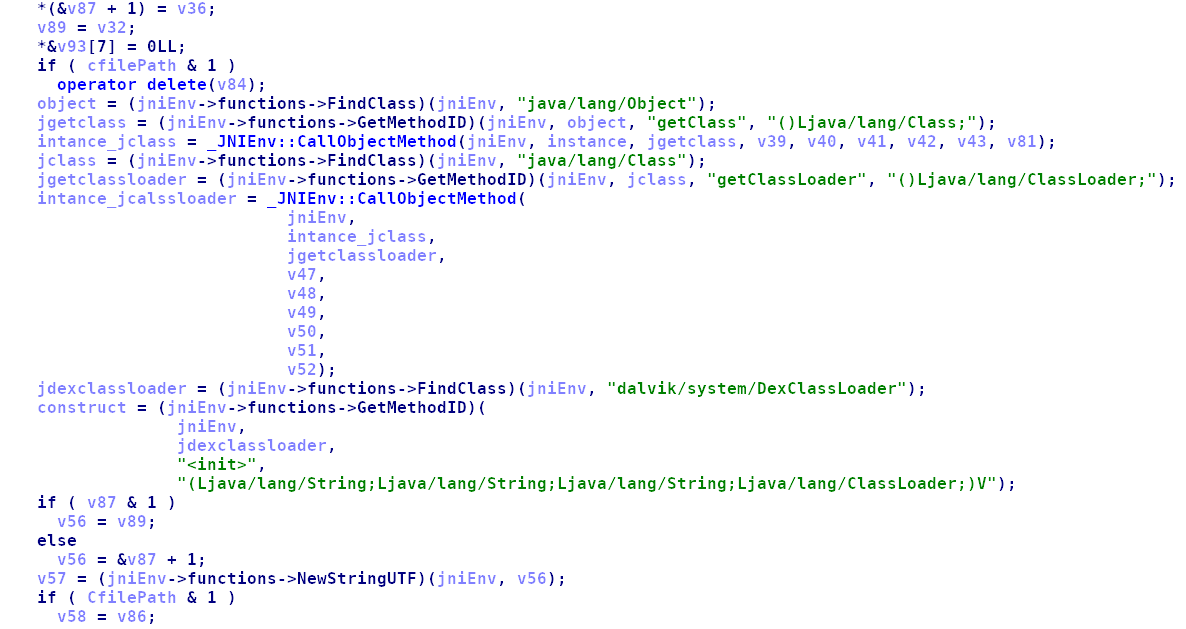 *(&v87 + 1) = v36;
v89 = v32;
*&v93[7] = 0LL;
if ( cfilePath & 1 )
  operator delete(v84);
object = (jniEnv->functions->FindClass)(jniEnv, "java/lang/Object");
jgetclass = (jniEnv->functions->GetMethodID)(jniEnv, object, "getClass", "()Ljava/lang/Class;");
intance_jclass = _JNIEnv::CallObjectMethod(jniEnv, instance, jgetclass, v39, v40, v41, v42, v43, v81);
jclass = (jniEnv->functions->FindClass)(jniEnv, "java/lang/Class");
jgetclassloader = (jniEnv->functions->GetMethodID)(jniEnv, jclass, "getClassLoader", "()Ljava/lang/ClassLoader;");
intance_jcalssloader = _JNIEnv::CallObjectMethod(
                         jniEnv,
                         intance_jclass,
                         jgetclassloader,
                         v47,
                         v48,
                         v49,
                         v50,
                         v51,
                         v52);
jdexclassloader = (jniEnv->functions->FindClass)(jniEnv, "dalvik/system/DexClassLoader");
construct = (jniEnv->functions->GetMethodID)(
              jniEnv,
              jdexclassloader,
              "<init>",
              "(Ljava/lang/String;Ljava/lang/String;Ljava/lang/String;Ljava/lang/ClassLoader;)V");
if ( v87 & 1 )
  v56 = v89;
else
  v56 = &v87 + 1;
v57 = (jniEnv->functions->NewStringUTF)(jniEnv, v56);
if ( CfilePath & 1 )
  v58 = v86;